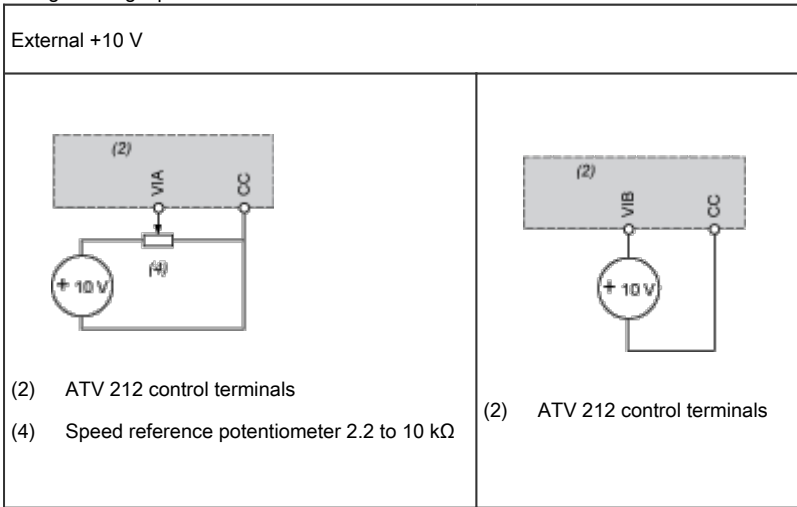 External +10 V
(2)
VIA
CC
(4)
+ 10 V
(2) ATV 212 control terminals
(4) Speed reference potentiometer 2.2 to 10 kΩ
(2)
VIB
CC
+ 10 V
(2) ATV 212 control terminals